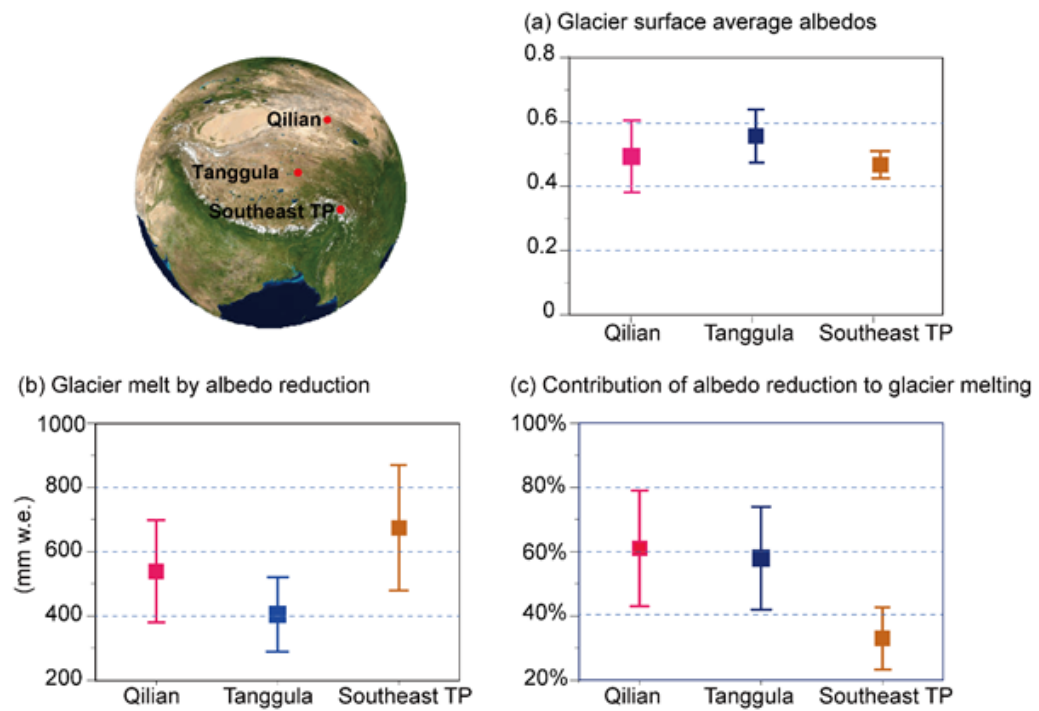 (a) Glacier surface average albedos
Qilian
Tanggula
Southeast TP
0.8
0.6
0.4
0.2
0
Qilian Tanggula Southeast TP
(b) Glacier melt by albedo reduction
(mm w.e.)
1000
800
600
400
200
Qilian Tanggula Southeast TP
(c) Contribution of albedo reduction to glacier melting
100%
80%
60%
40%
20%
Qilian Tanggula Southeast TP